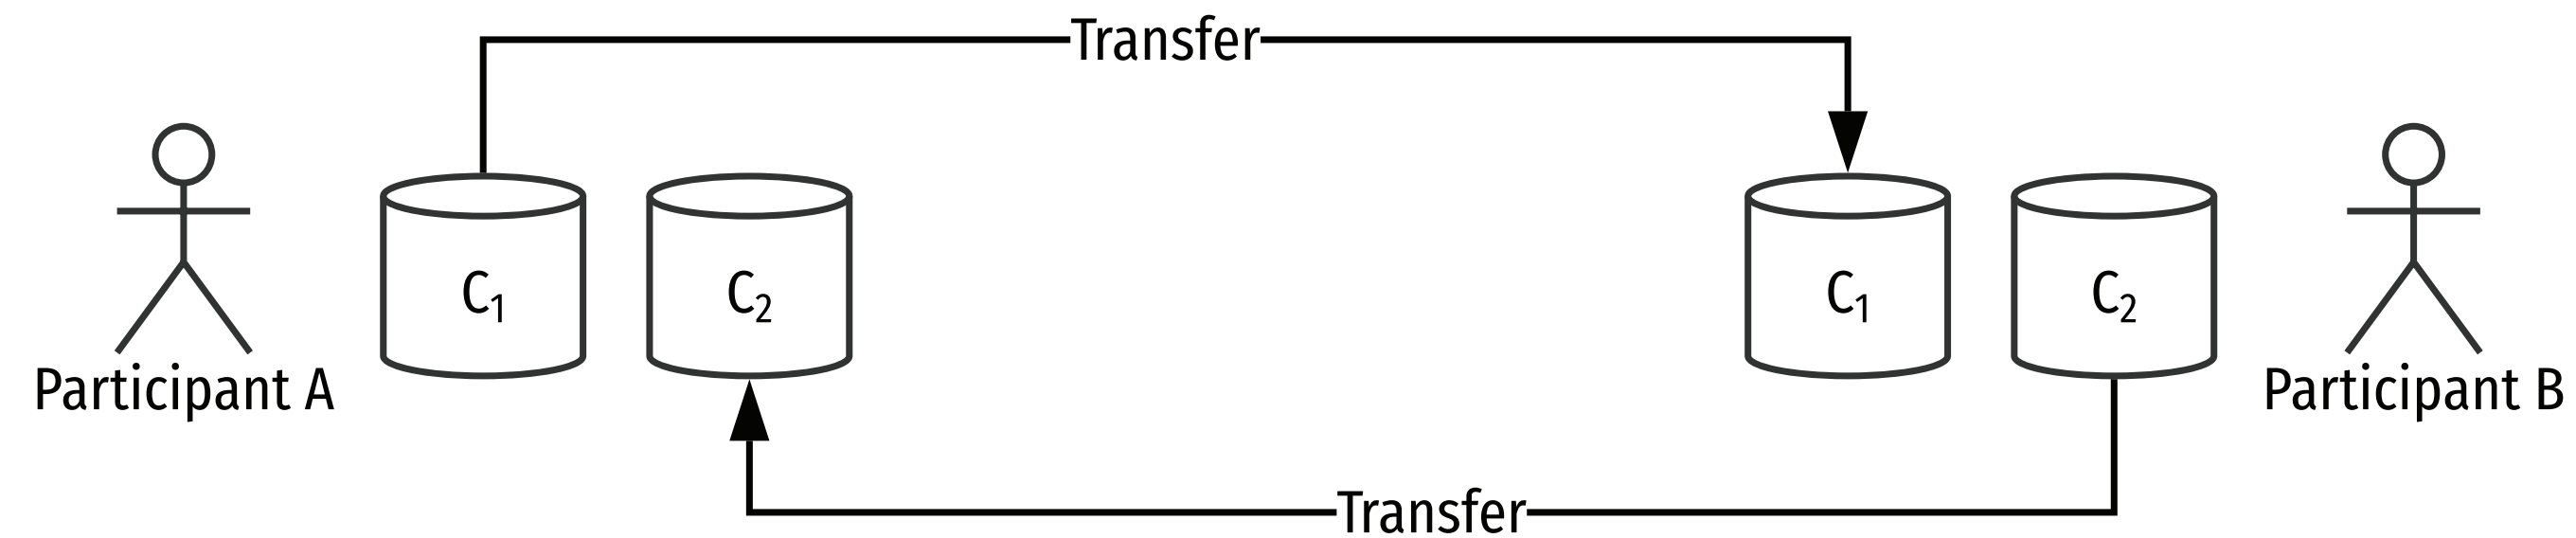 Transfer
C₁
C₂
C₁
C₂
Participant A
Participant B
Transfer